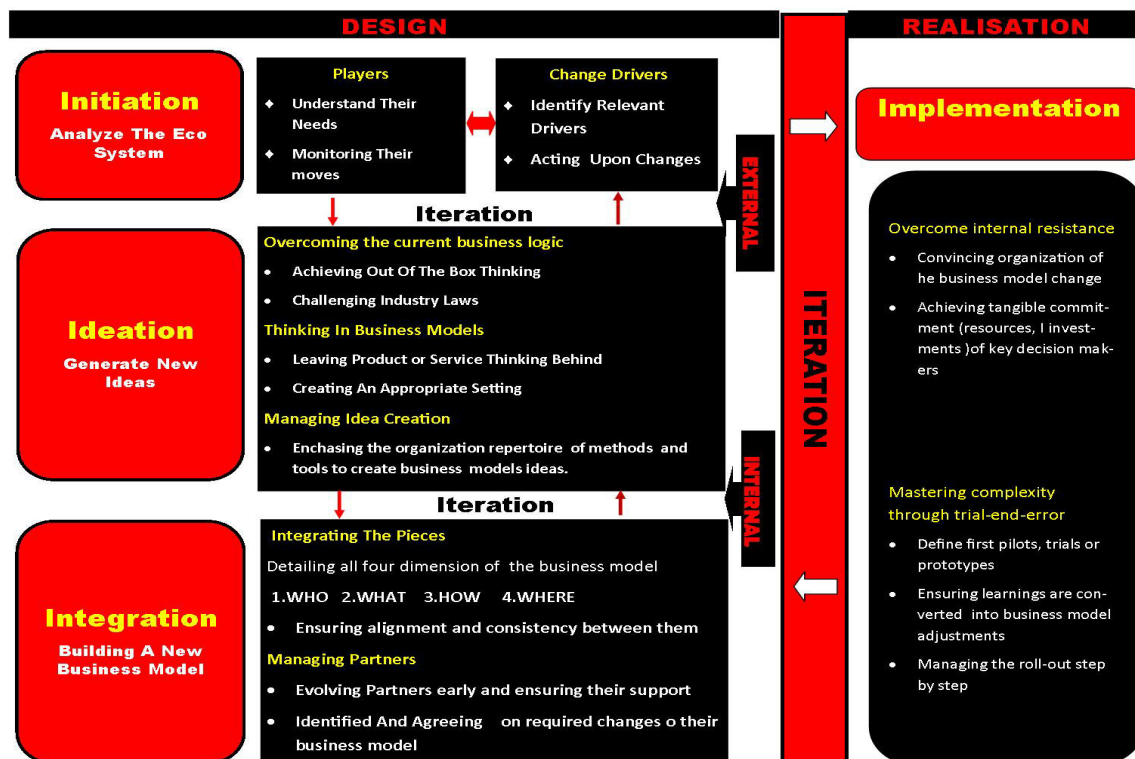 DESIGN
REALISATION
Initiation
Analyze The Eco
System
Players
◆ Understand Their
Needs
◆ Monitoring Their
moves
Change Drivers
◆ Identify Relevant
Drivers
◆ Acting Upon Changes
EXTERNAL
Iteration
Ideation
Generate New
Ideas
Overcoming the current business logic
• Achieving Out Of The Box Thinking
• Challenging Industry Laws
Thinking In Business Models
• Leaving Product or Service Thinking Behind
• Creating An Appropriate Setting
Managing Idea Creation
• Enchasing the organization repertoire of methods and
tools to create business models ideas.
INTERNAL
Iteration
Integration
Building A New
Business Model
Integrating The Pieces
Detailing all four dimension of the business model
1.WHO 2.WHAT 3.HOW 4.WHERE
• Ensuring alignment and consistency between them
Managing Partners
• Evolving Partners early and ensuring their support
• Identified And Agreeing on required changes o their
business model
ITERATION
Implementation
Overcome internal resistance
• Convincing organization of
he business model change
• Achieving tangible commit-
ment (resources, I invest-
ments )of key decision mak-
ers
Mastering complexity
through trial-end-error
• Define first pilots, trials or
prototypes
• Ensuring learnings are con-
verted into business model
adjustments
• Managing the roll-out step
by step